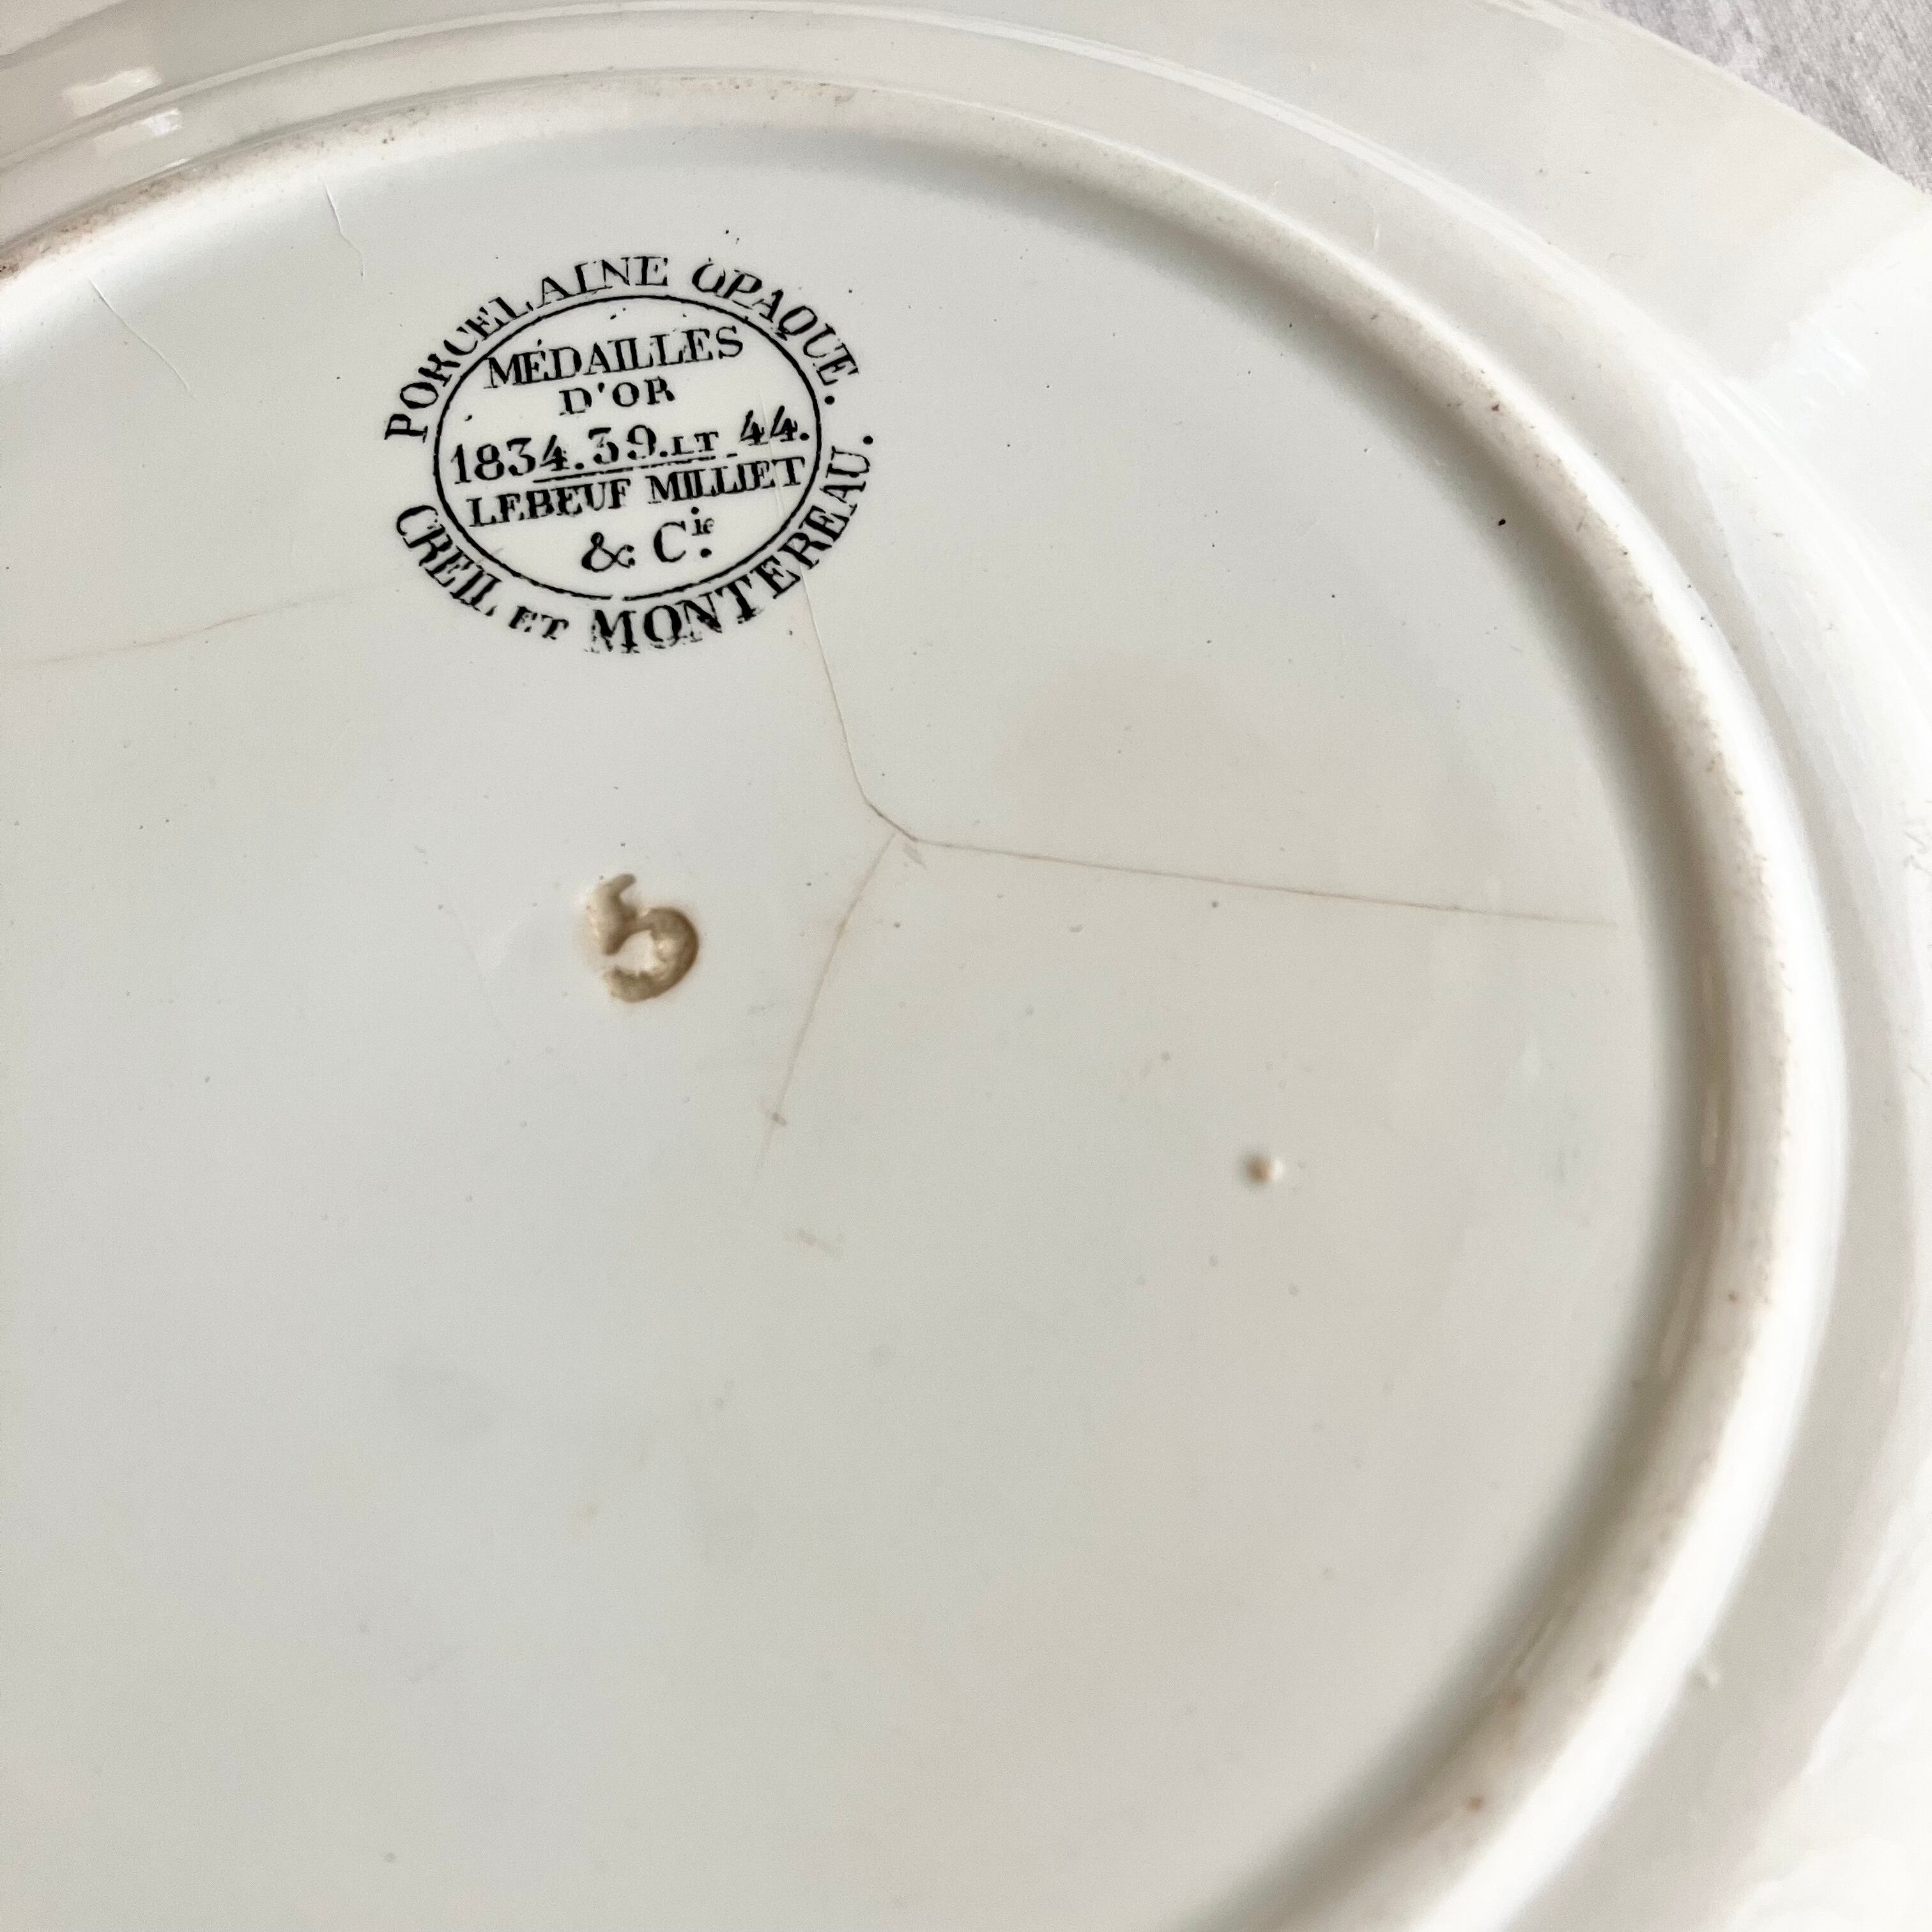 PORCELAINE OPAQUE.
MÉDAILLES
D'OR
1834.39.ET 44.
LEBEUF MILLIET
& Cie.
CREIL ET MONTEREAU.
5